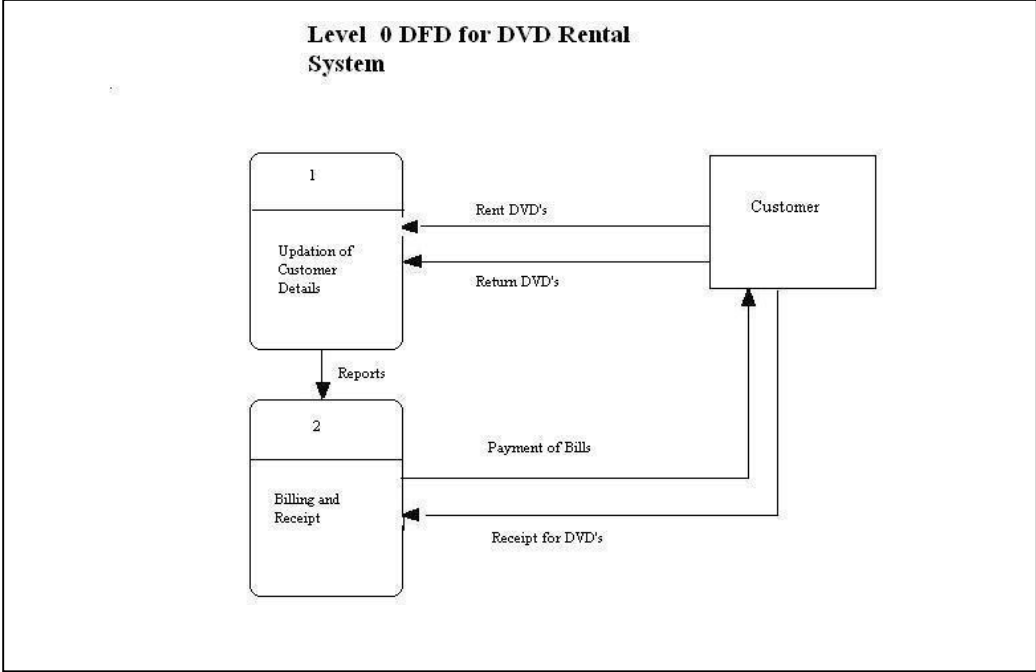 Level 0 DFD for DVD Rental
System
1
Rent DVD's
Customer
Updation of
Customer
Details
Return DVD's
Reports
2
Payment of Bills
Billing and
Receipt
Receipt for DVD's